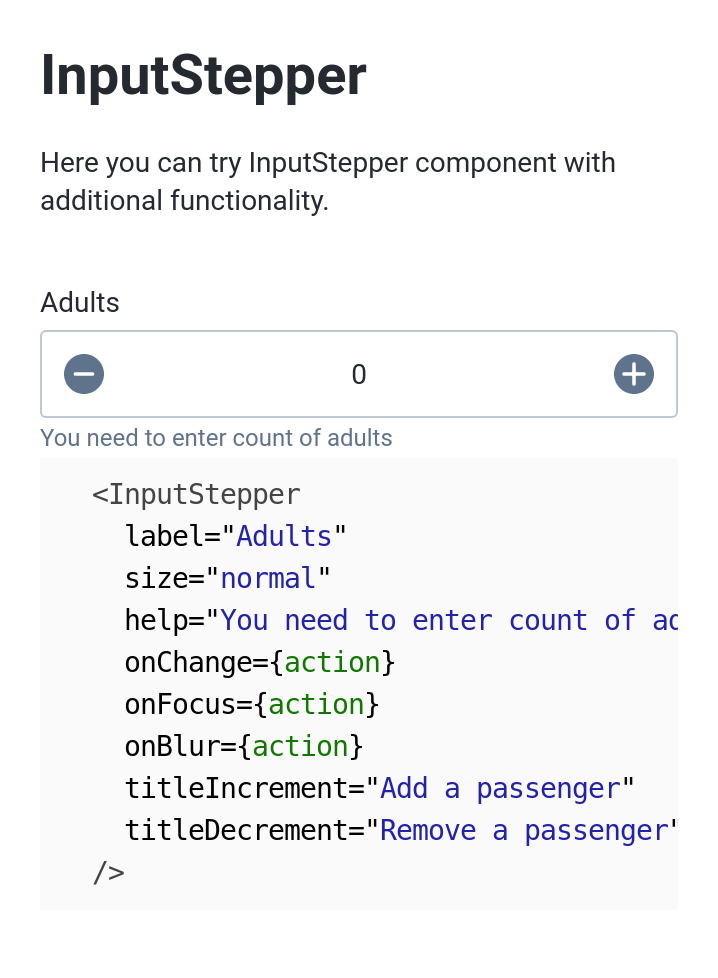 InputStepper
Here you can try InputStepper component with
additional functionality.
Adults
0
You need to enter count of adults
<InputStepper
label="Adults"
size="normal"
help="You need to enter count of ad
onChange={action}
onFocus={action}
onBlur={action}
titleIncrement="Add a passenger"
titleDecrement="Remove a passenger"
/>